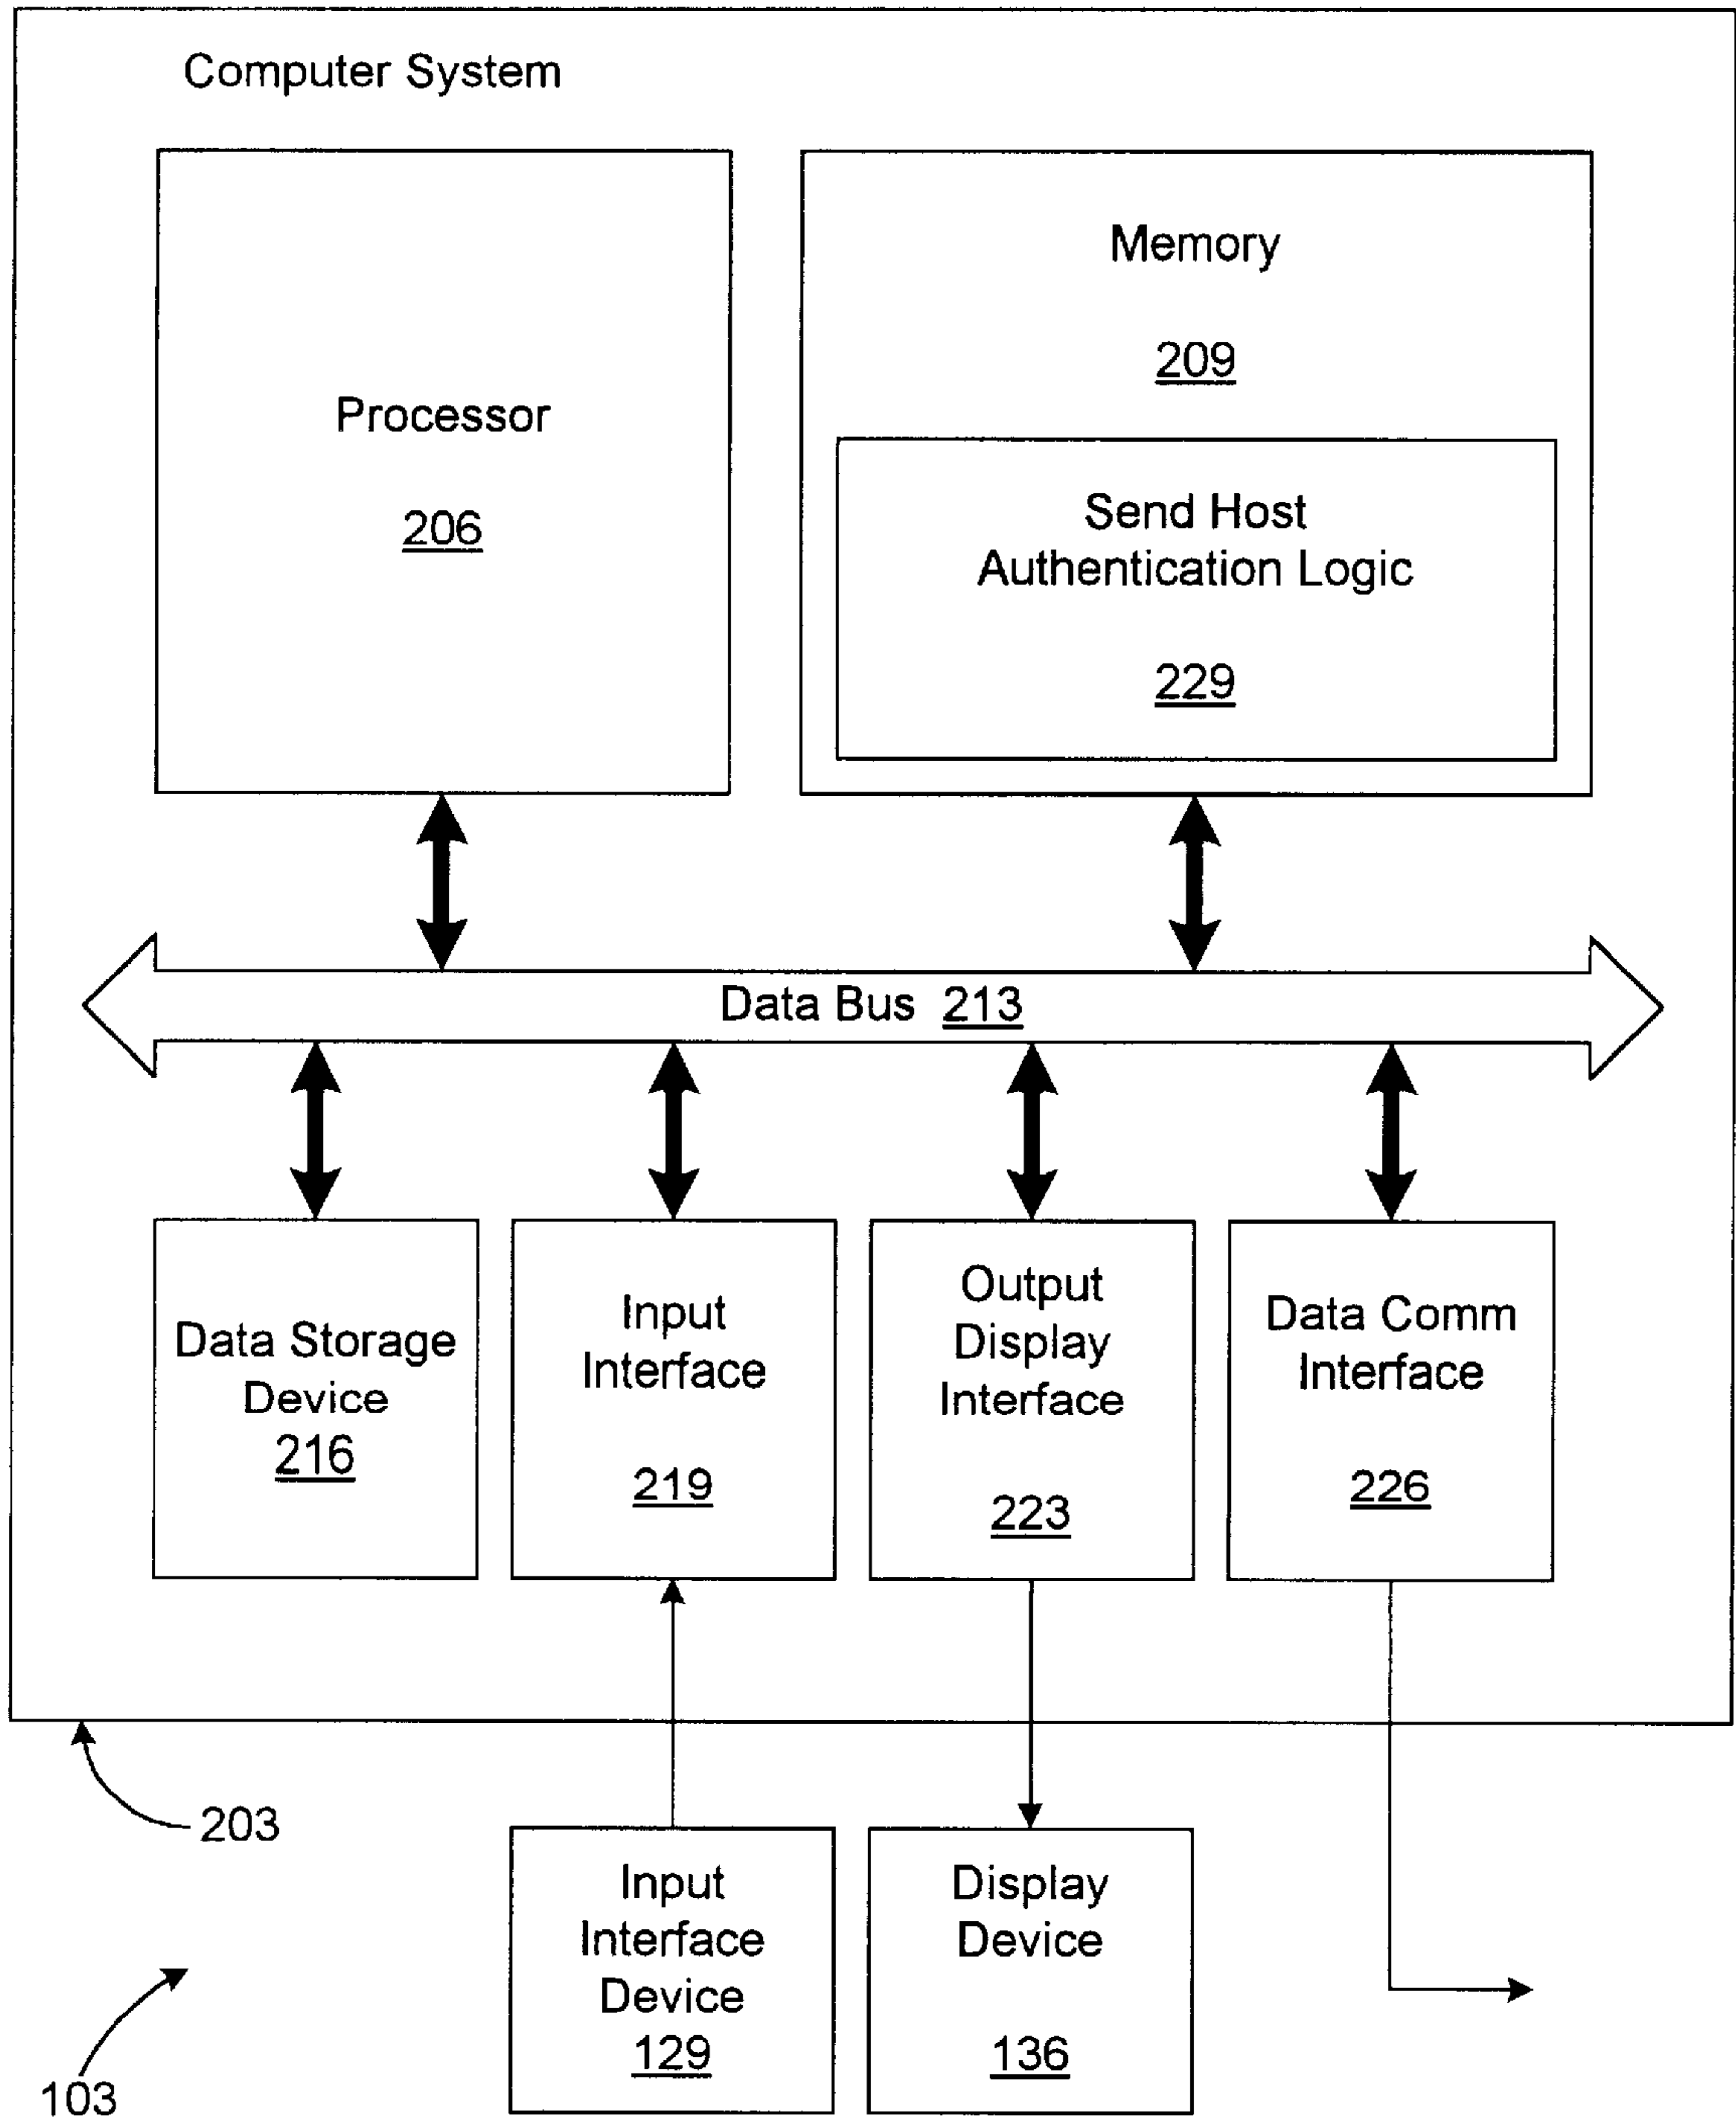 Computer System
Processor
206
Memory
209
Send Host
Authentication Logic
229
Data Bus 213
Data Storage
Device
216
Input
Interface
219
Output
Display
Interface
223
Data Comm
Interface
226
203
Input
Interface
Device
129
Display
Device
136
103